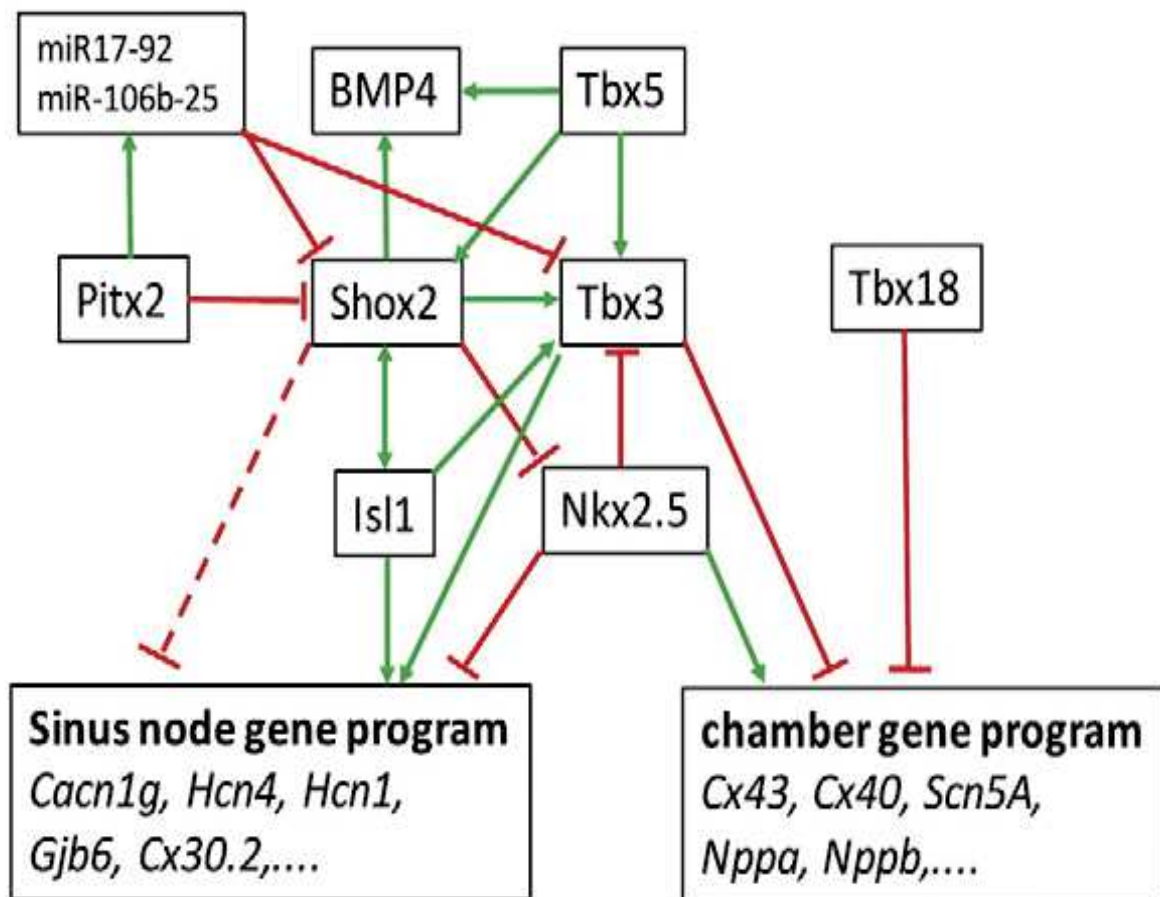 miR17-92
miR-106b-25
BMP4
Tbx5
Pitx2
Shox2
Tbx3
Tbx18
Isl1
Nkx2.5
Sinus node gene program
Cacn1g, Hcn4, Hcn1,
Gjb6, Cx30.2,....
chamber gene program
Cx43, Cx40, Scn5A,
Nppa, Nppb,....